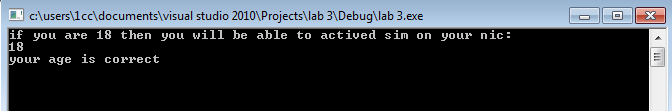 c:\users\1cc\documents\visual studio 2010\Projects\lab 3\Debug\lab 3.exe
if you are 18 then you will be able to actived sim on your nic:
18
your age is correct